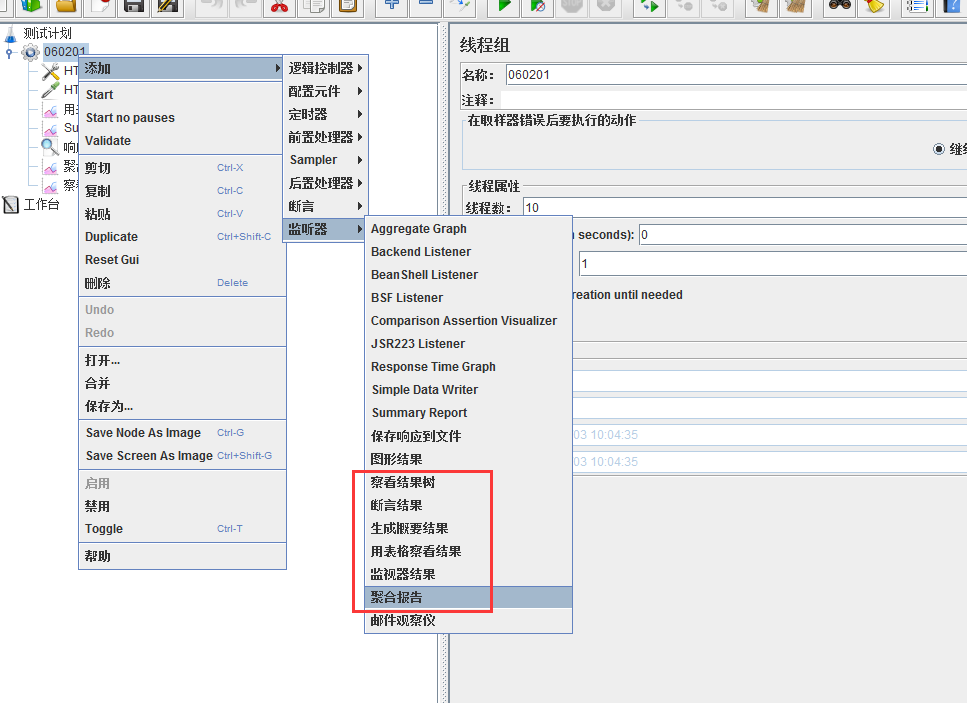 测试计划
060201
HT
HT
用
Su
响
聚
察
工作台
添加
Start
Start no pauses
Validate
剪切 Ctrl-X
复制 Ctrl-C
粘贴 Ctrl-V
Duplicate Ctrl+Shift-C
Reset Gui
删除 Delete
Undo
Redo
打开...
合并
保存为...
Save Node As Image Ctrl-G
Save Screen As Image Ctrl+Shift-G
启用
禁用
Toggle Ctrl-T
帮助
逻辑控制器
配置元件
定时器
前置处理器
Sampler
后置处理器
断言
监听器
Aggregate Graph
Backend Listener
BeanShell Listener
BSF Listener
Comparison Assertion Visualizer
JSR223 Listener
Response Time Graph
Simple Data Writer
Summary Report
保存响应到文件
图形结果
察看结果树
断言结果
生成概要结果
用表格察看结果
监视器结果
聚合报告
邮件观察仪
线程组
名称： 060201
注释：
在取样器错误后要执行的动作
继续
线程属性
线程数： 10
seconds): 0
1
reation until needed
03 10:04:35
03 10:04:35